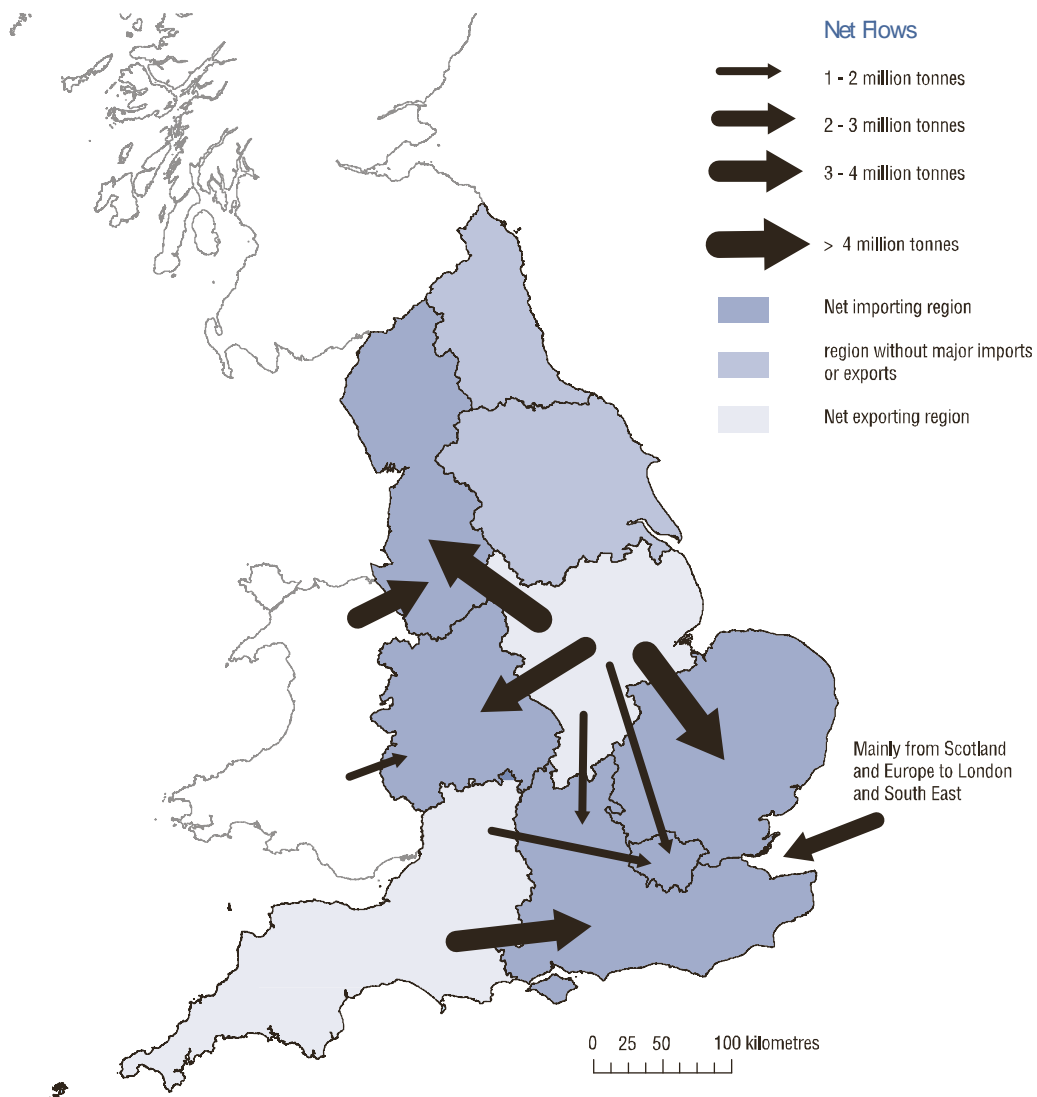 Net Flows
1 - 2 million tonnes
2 - 3 million tonnes
3 - 4 million tonnes
> 4 million tonnes
Net importing region
region without major imports
or exports
Net exporting region
Mainly from Scotland
and Europe to London
and South East
0 25 50 100 kilometres